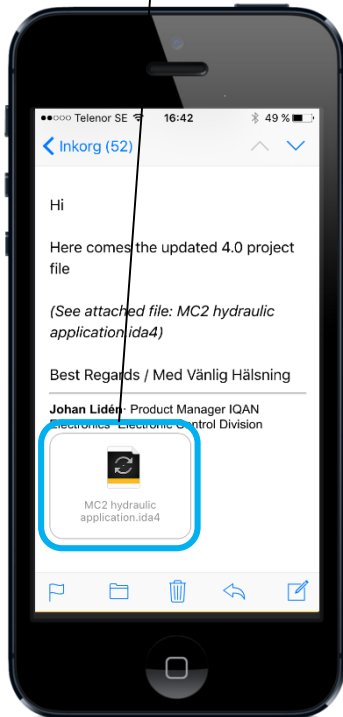 ●●○○○ Telenor SE 16:42 49 %
Inkorg (52)
Hi
Here comes the updated 4.0 project
file
(See attached file: MC2 hydraulic
application.ida4)
Best Regards / Med Vänlig Hälsning
Johan Lidén· Product Manager IQAN
Electronics· Electronic Control Division
MC2 hydraulic
application.ida4